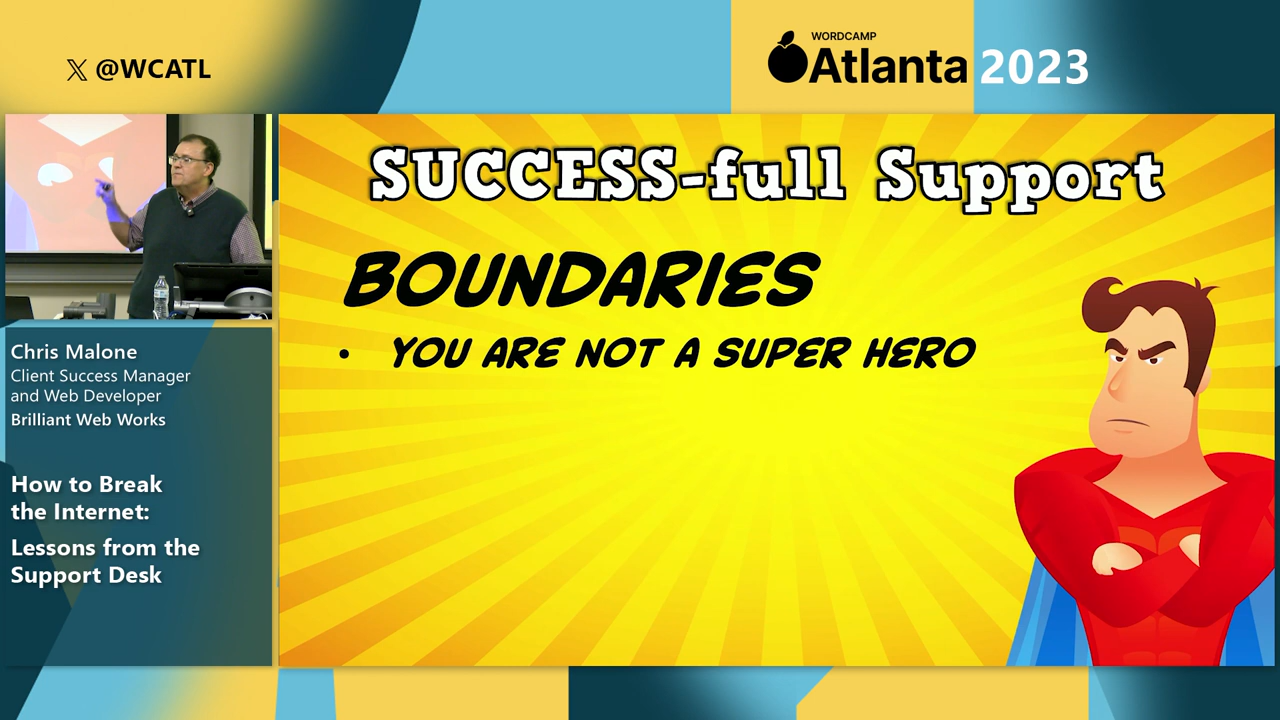 𝕏 @WCATL
WORDCAMP
Atlanta 2023
SUCCESS-full Support
BOUNDARIES
• YOU ARE NOT A SUPER HERO
Chris Malone
Client Success Manager
and Web Developer
Brilliant Web Works
How to Break
the Internet:
Lessons from the
Support Desk